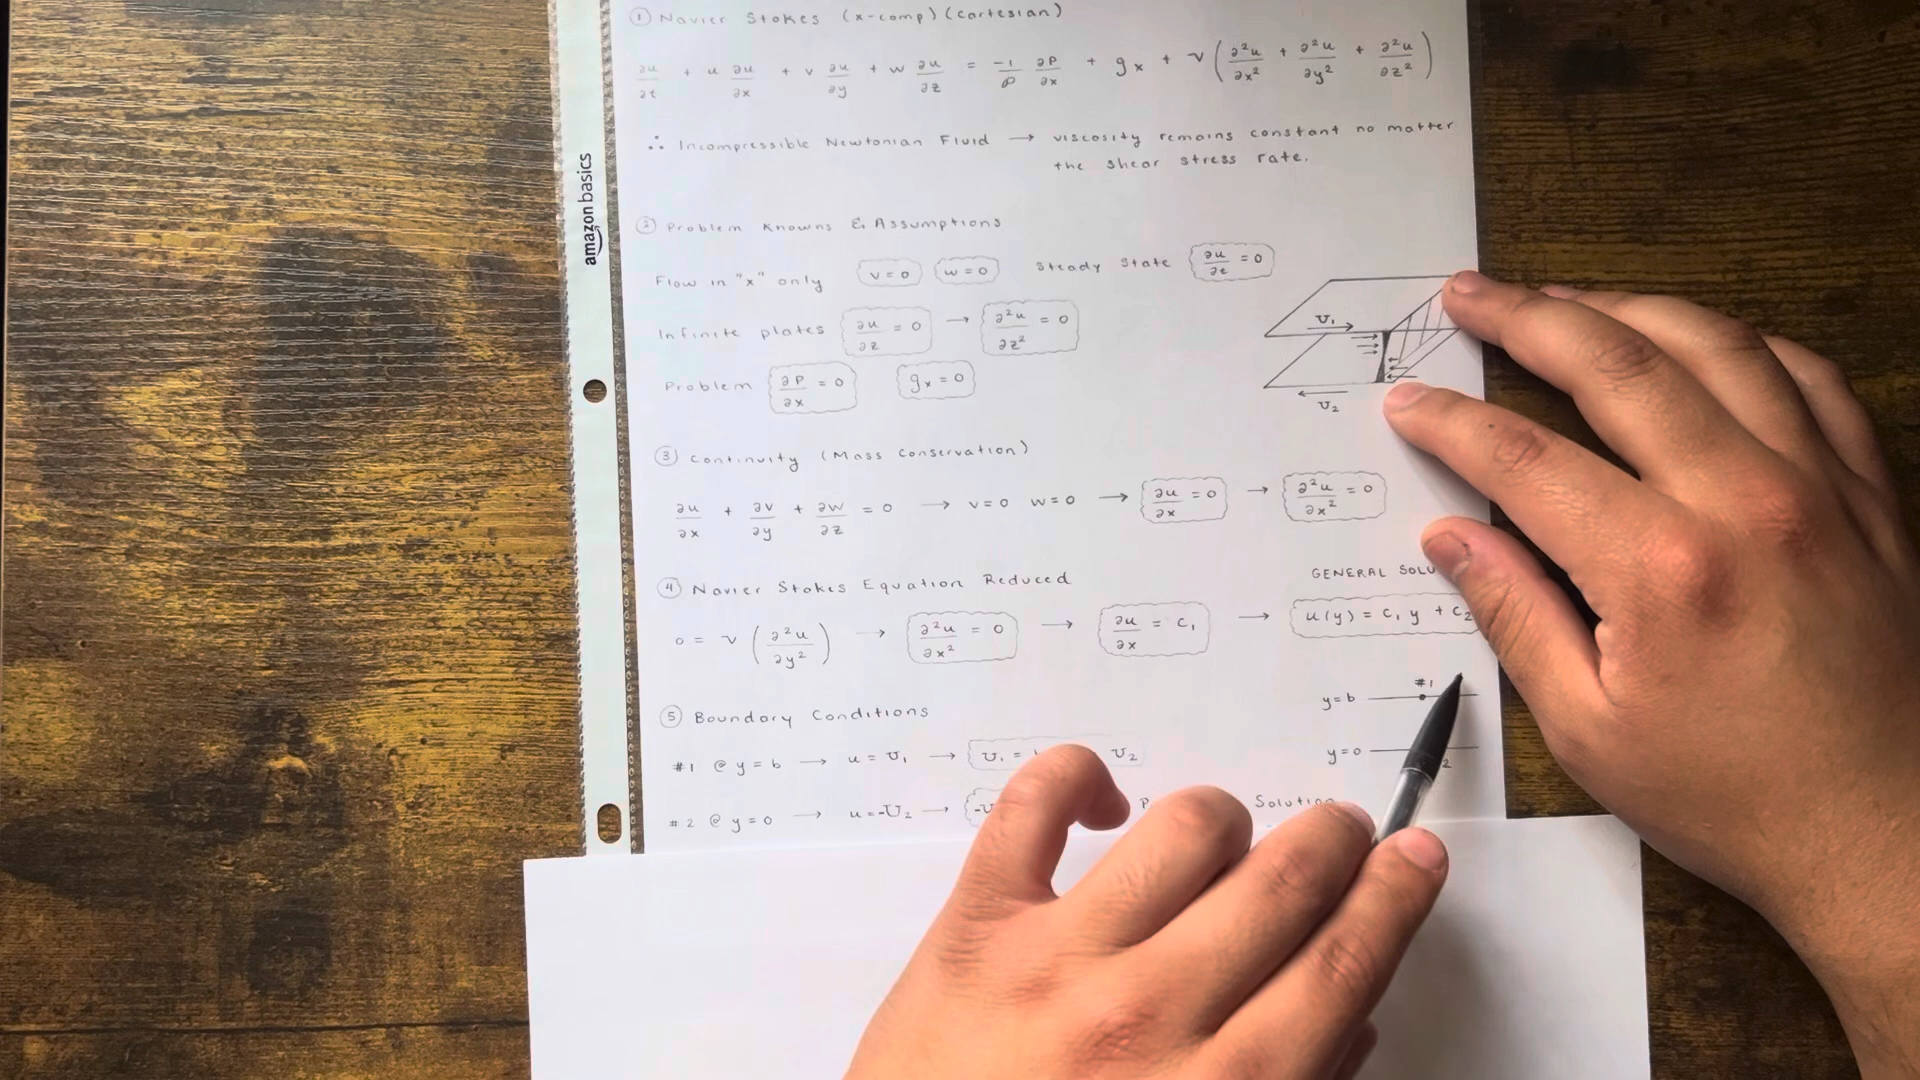 ① Navier Stokes (x-comp) (Cartesian)
∂u/∂t + u ∂u/∂x + v ∂u/∂y + w ∂u/∂z = -1/ρ ∂P/∂x + gx + ν (∂²u/∂x² + ∂²u/∂y² + ∂²u/∂z²)
∴ Incompressible Newtonian Fluid → viscosity remains constant no matter
the shear stress rate.
amazon basics
② Problem Knowns & Assumptions
Flow in "x" only v=0 w=0 Steady State ∂u/∂t = 0
Infinite plates ∂u/∂z = 0 → ∂²u/∂z² = 0
U₁
Problem ∂P/∂x = 0 gx = 0
U₂
③ Continuity (Mass Conservation)
∂u/∂x + ∂v/∂y + ∂w/∂z = 0 → v=0 w=0 → ∂u/∂x = 0 → ∂²u/∂x² = 0
④ Navier Stokes Equation Reduced GENERAL
0 = ν (∂²u/∂y²) → ∂²u/∂x² = 0 → ∂u/∂x = C₁ → u(y) = C₁ y + C₂
⑤ Boundary Conditions
#1
y=b
#1 @ y=b → u = U₁ → U₁ = U₂
y=0
2
#2 @ y=0 → u=-U₂ → Solution